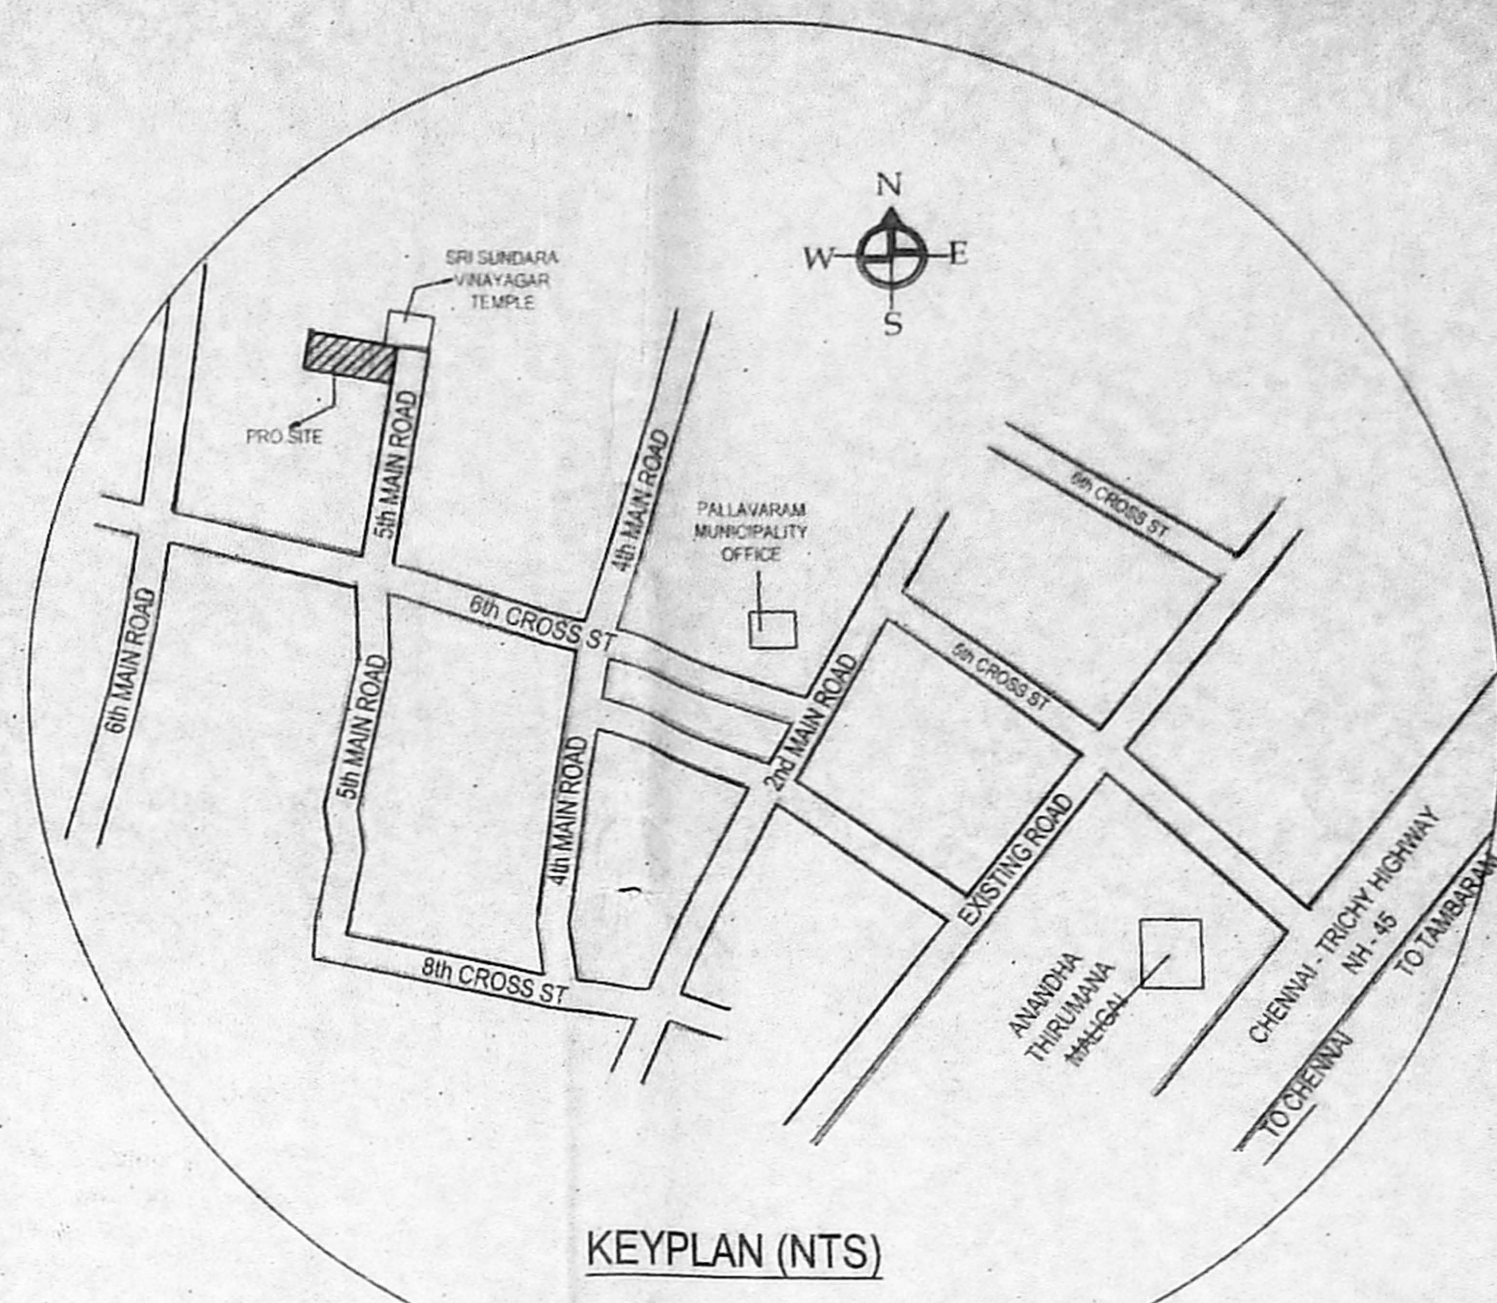 N
W
E
S
SRI SUNDARA
VINAYAGAR
TEMPLE
PRO.SITE
5th MAIN ROAD
4th MAIN ROAD
PALLAVARAM
MUNICIPALITY
OFFICE
6th CROSS ST
6th CROSS ST
5th CROSS ST
6th MAIN ROAD
5th MAIN ROAD
4th MAIN ROAD
2nd MAIN ROAD
EXISTING ROAD
8th CROSS ST
ANANDHA
THIRUMANA
MALIGAI
CHENNAI - TRICHY HIGHWAY
NH - 45
TO TAMBARAM
TO CHENNAI
KEYPLAN (NTS)